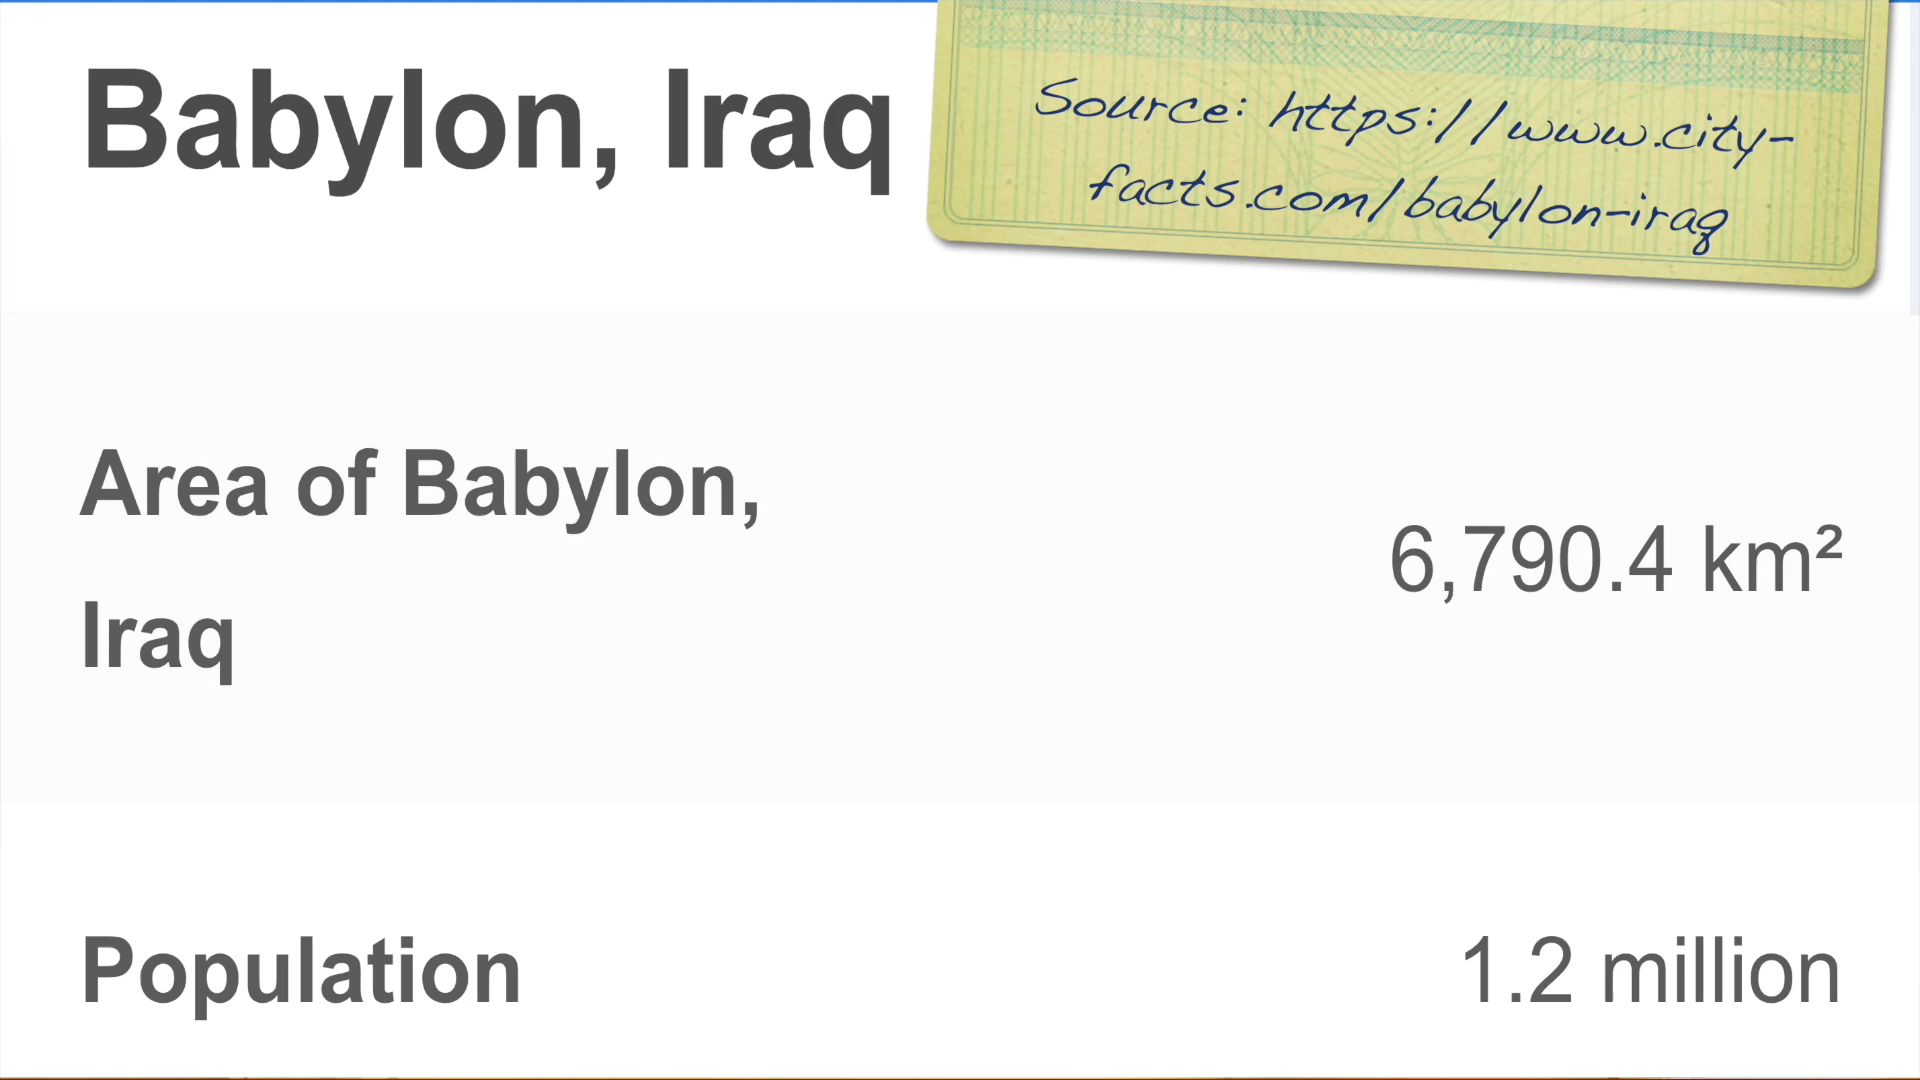 Babylon, Iraq
Source: https://www.city-
facts.com/babylon-iraq
Area of Babylon,
Iraq
6,790.4 km²
Population
1.2 million